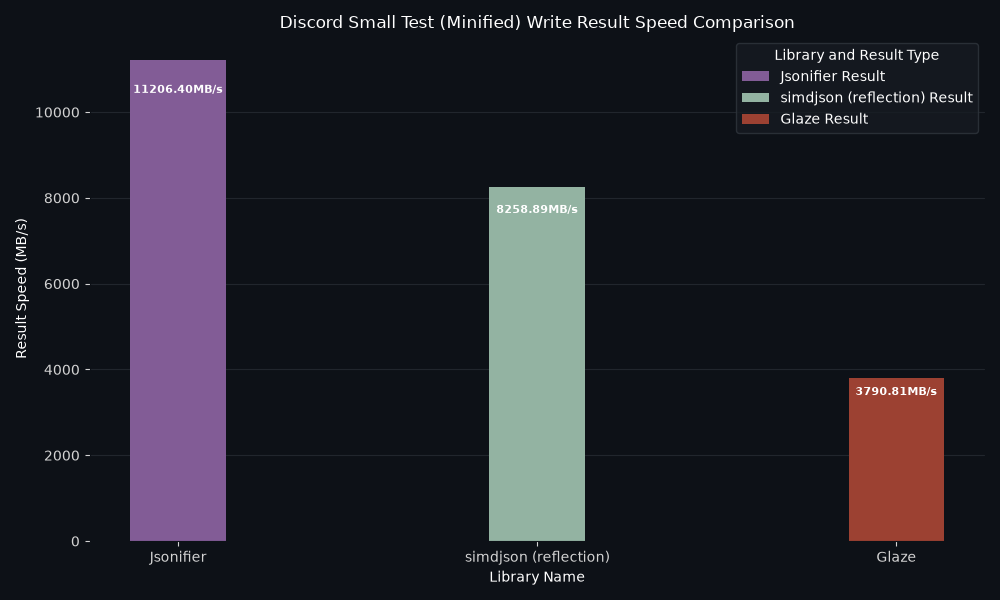 Discord Small Test (Minified) Write Result Speed Comparison
Library and Result Type
Jsonifier Result
simdjson (reflection) Result
Glaze Result
11206.40MB/s
8258.89MB/s
3790.81MB/s
Result Speed (MB/s)
10000
8000
6000
4000
2000
0
Jsonifier
simdjson (reflection)
Glaze
Library Name